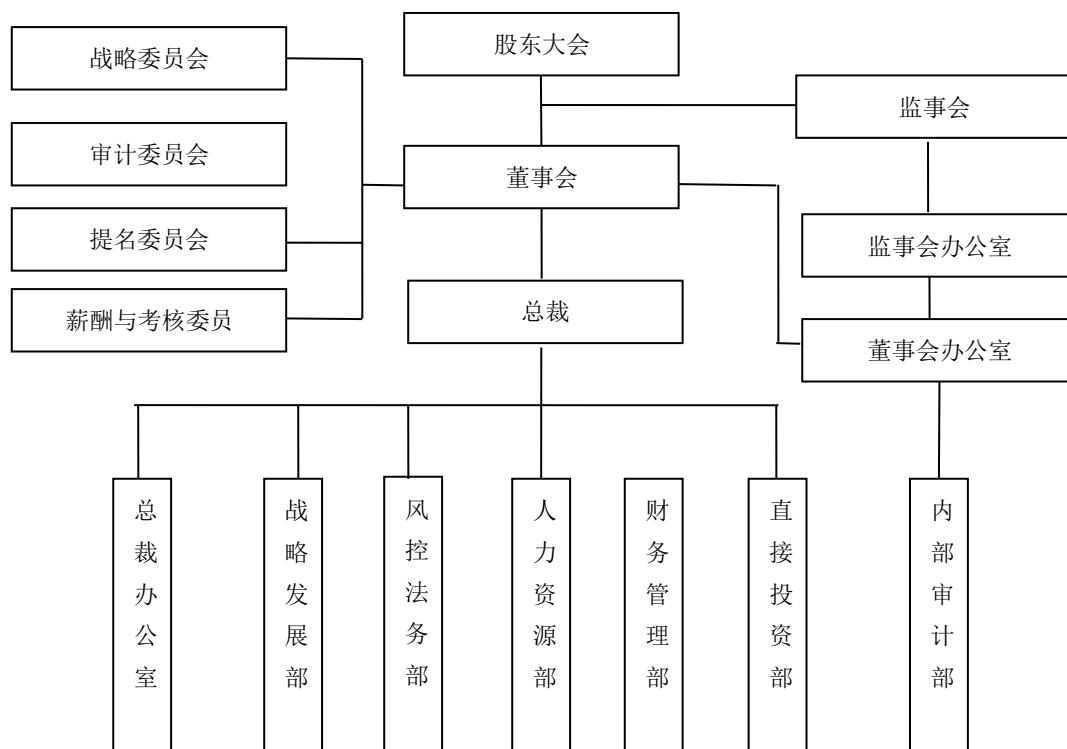 股东大会
战略委员会
监事会
审计委员会
董事会
提名委员会
监事会办公室
总裁
薪酬与考核委员
董事会办公室
总裁办公室
战略发展部
风控法务部
人力资源部
财务管理部
直接投资部
内部审计部